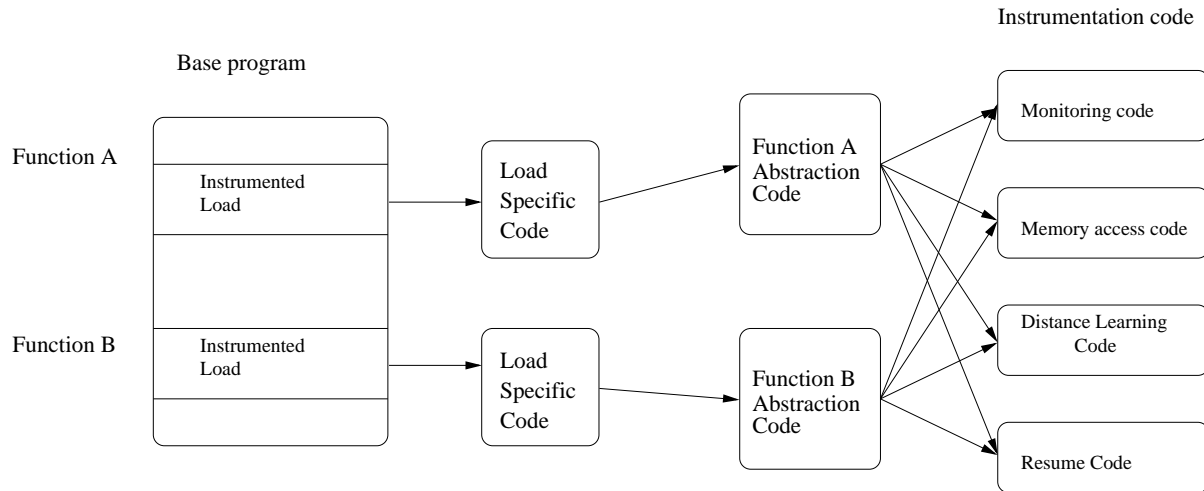 Instrumentation code
Base program
Function A
Instrumented
Load
Load
Specific
Code
Function A
Abstraction
Code
Monitoring code
Memory access code
Function B
Instrumented
Load
Load
Specific
Code
Function B
Abstraction
Code
Distance Learning
Code
Resume Code